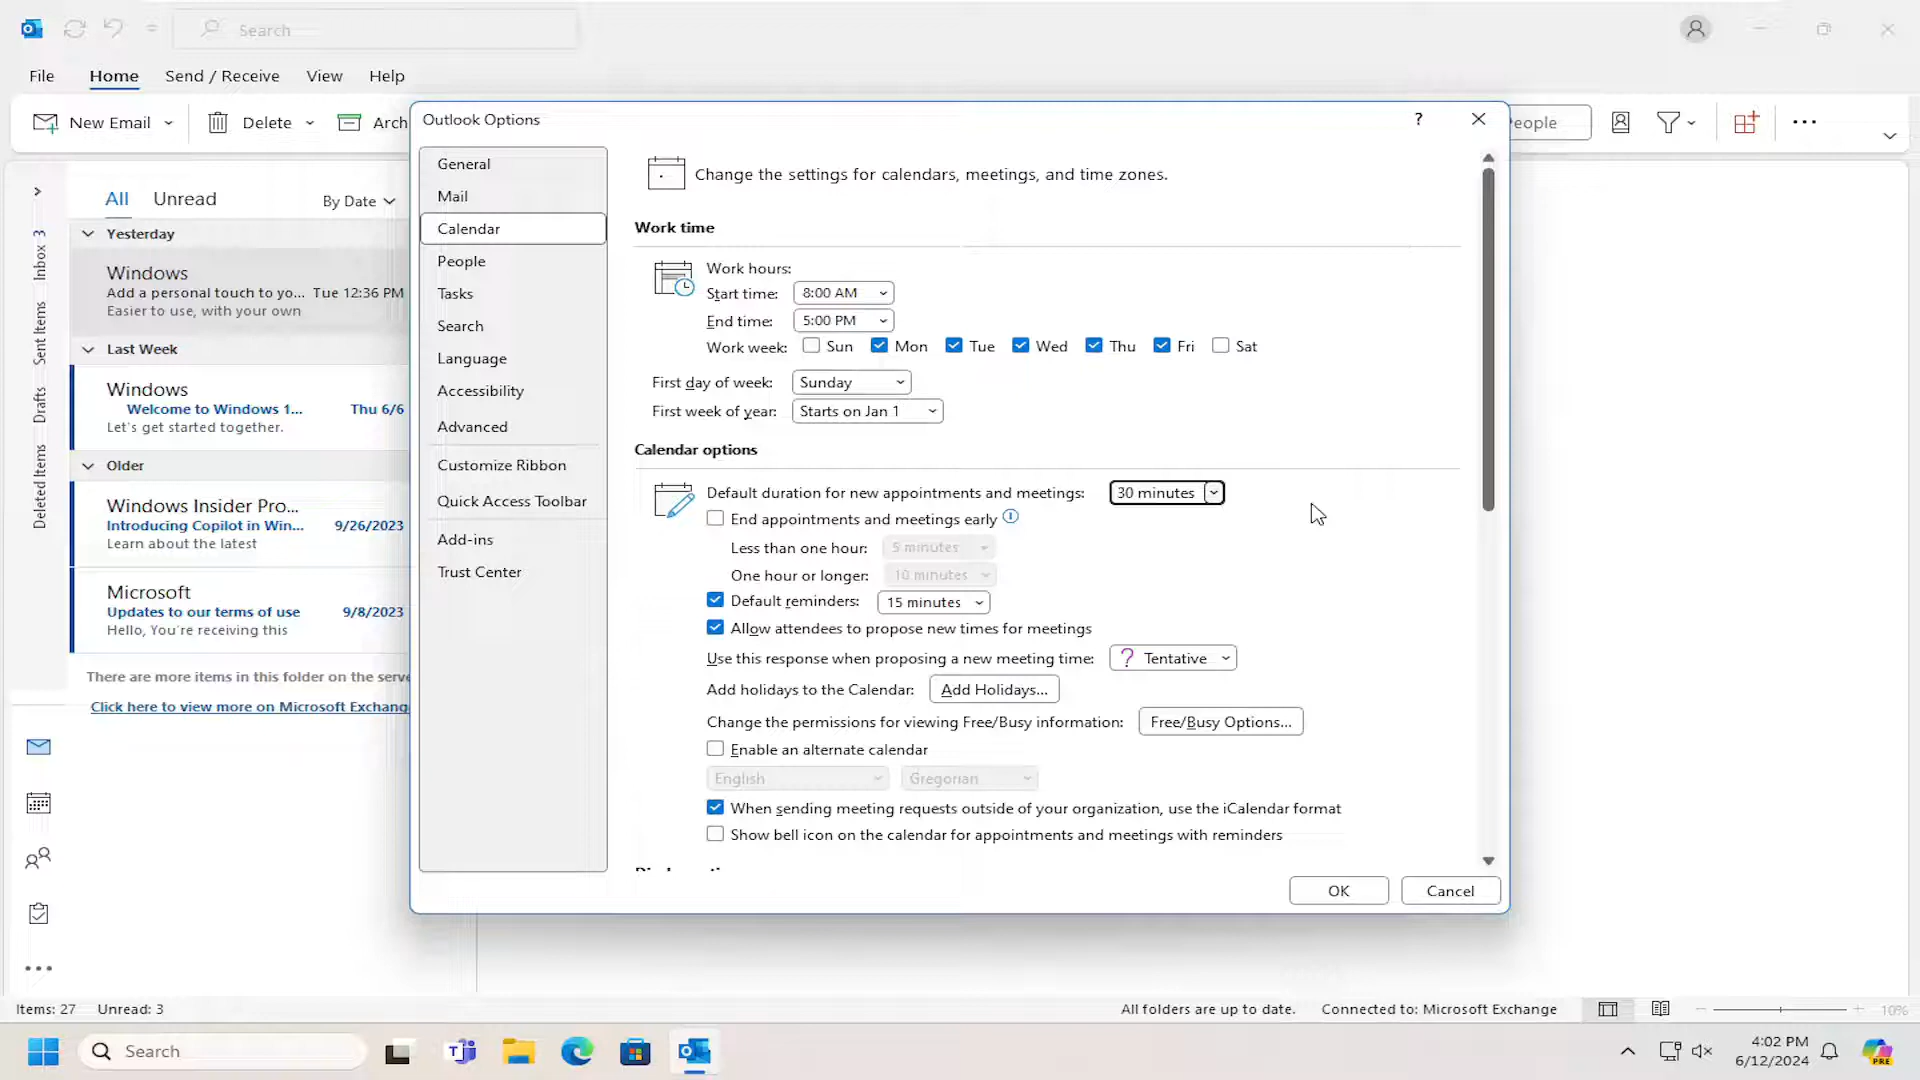 Search
File
Home
Send / Receive
View
Help
New Email
Delete
Arch
eople
All
Unread
By Date
Yesterday
Windows
Add a personal touch to yo... Tue 12:36 PM
Easier to use, with your own
Last Week
Windows
Welcome to Windows 1... Thu 6/6
Let's get started together.
Older
Windows Insider Pro...
Introducing Copilot in Win... 9/26/2023
Learn about the latest
Microsoft
Updates to our terms of use 9/8/2023
Hello, You're receiving this
There are more items in this folder on the serve
Click here to view more on Microsoft Exchang
Inbox 3
Sent Items
Drafts
Deleted Items
Outlook Options
?
General
Mail
Calendar
People
Tasks
Search
Language
Accessibility
Advanced
Customize Ribbon
Quick Access Toolbar
Add-ins
Trust Center
Change the settings for calendars, meetings, and time zones.
Work time
Work hours:
Start time: 8:00 AM
End time: 5:00 PM
Work week: Sun Mon Tue Wed Thu Fri Sat
First day of week: Sunday
First week of year: Starts on Jan 1
Calendar options
Default duration for new appointments and meetings: 30 minutes
End appointments and meetings early
Less than one hour: 5 minutes
One hour or longer: 10 minutes
Default reminders: 15 minutes
Allow attendees to propose new times for meetings
Use this response when proposing a new meeting time: ? Tentative
Add holidays to the Calendar: Add Holidays...
Change the permissions for viewing Free/Busy information: Free/Busy Options...
Enable an alternate calendar
English Gregorian
When sending meeting requests outside of your organization, use the iCalendar format
Show bell icon on the calendar for appointments and meetings with reminders
OK
Cancel
Items: 27 Unread: 3
All folders are up to date. Connected to: Microsoft Exchange
10%
Search
4:02 PM
6/12/2024
PRE